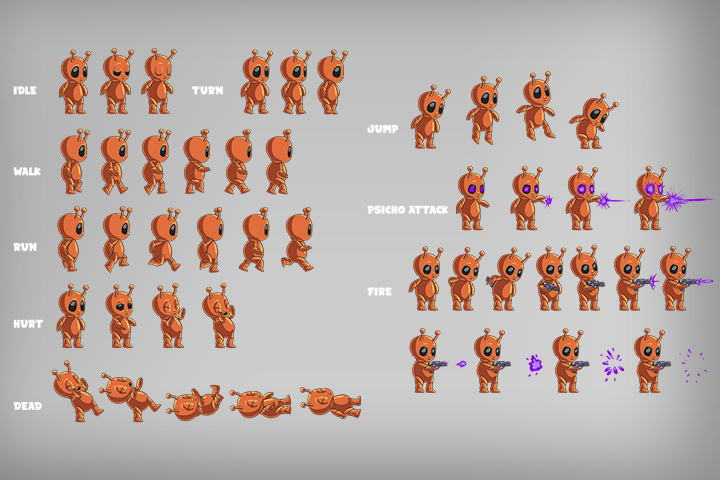 IDLE
TURN
WALK
RUN
HURT
DEAD
JUMP
PSICHO ATTACK
FIRE